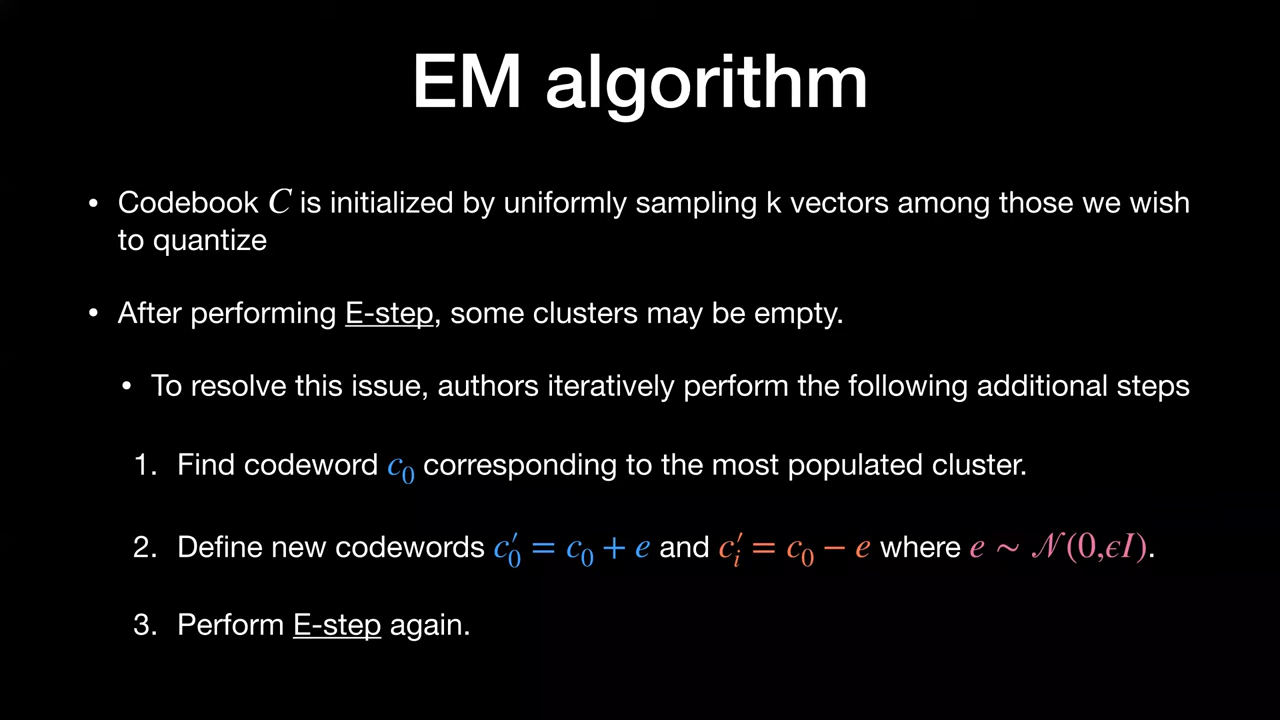 EM algorithm
• Codebook C is initialized by uniformly sampling k vectors among those we wish
to quantize
• After performing E-step, some clusters may be empty.
• To resolve this issue, authors iteratively perform the following additional steps
1. Find codeword c₀ corresponding to the most populated cluster.
2. Define new codewords c′₀ = c₀ + e and c′ᵢ = c₀ − e where e ∼ 𝒩(0,ϵI).
3. Perform E-step again.